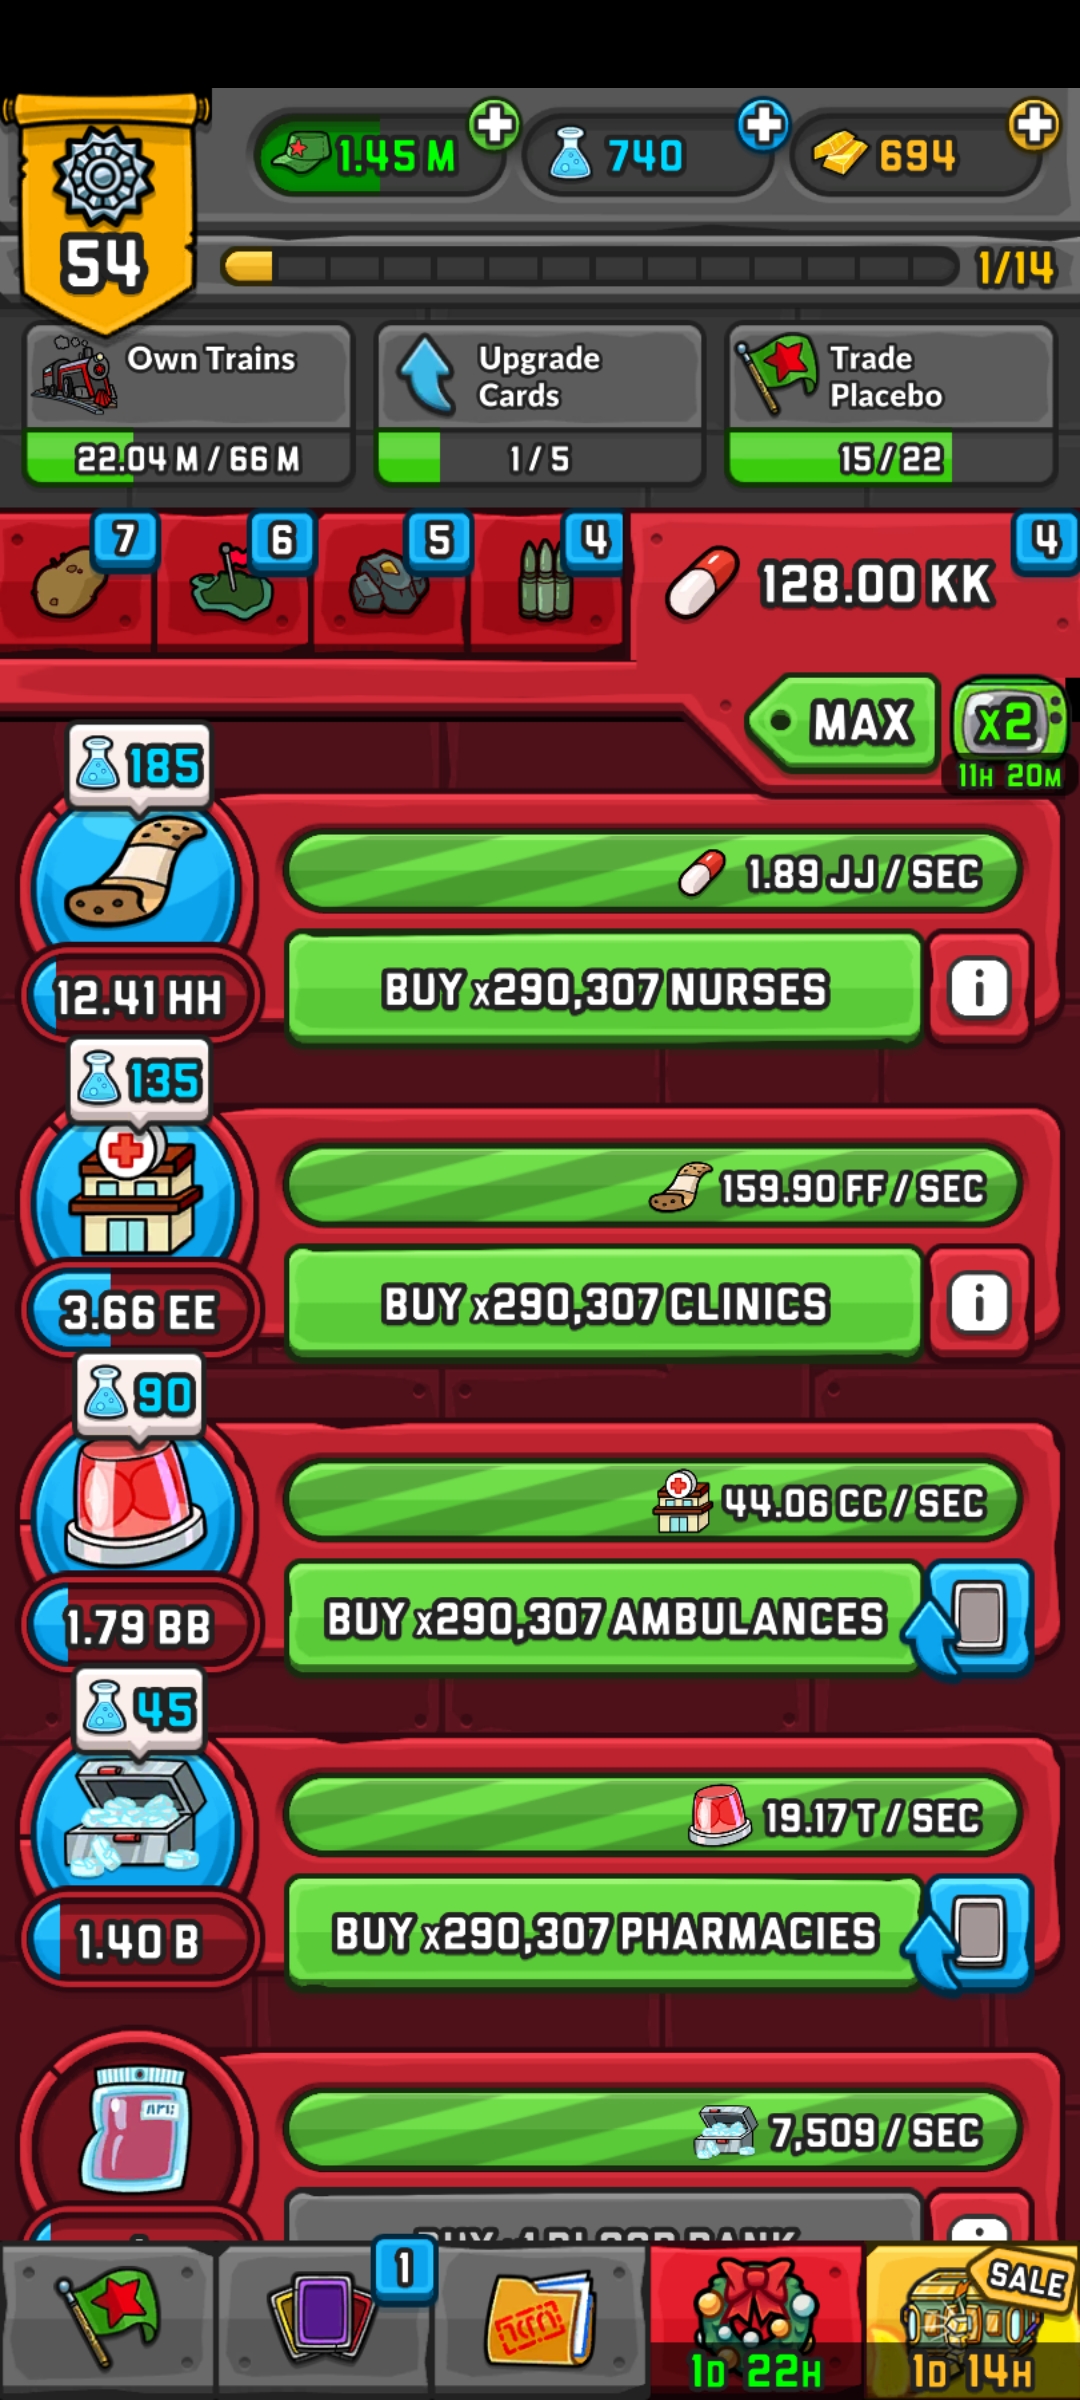 54
1.45 M
740
694
1/14
Own Trains
22.04 M / 66 M
Upgrade
Cards
1 / 5
Trade
Placebo
15 / 22
7
6
5
4
128.00 KK
4
MAX
x2
11H 20M
185
1.89 JJ / SEC
12.41 HH
BUY x290,307 NURSES
i
135
159.90 FF / SEC
3.66 EE
BUY x290,307 CLINICS
i
90
44.06 CC / SEC
1.79 BB
BUY x290,307 AMBULANCES
45
19.17 T / SEC
1.40 B
BUY x290,307 PHARMACIES
7,509 / SEC
BUY x1 BLOOD BANK
1
1D 22H
SALE
1D 14H